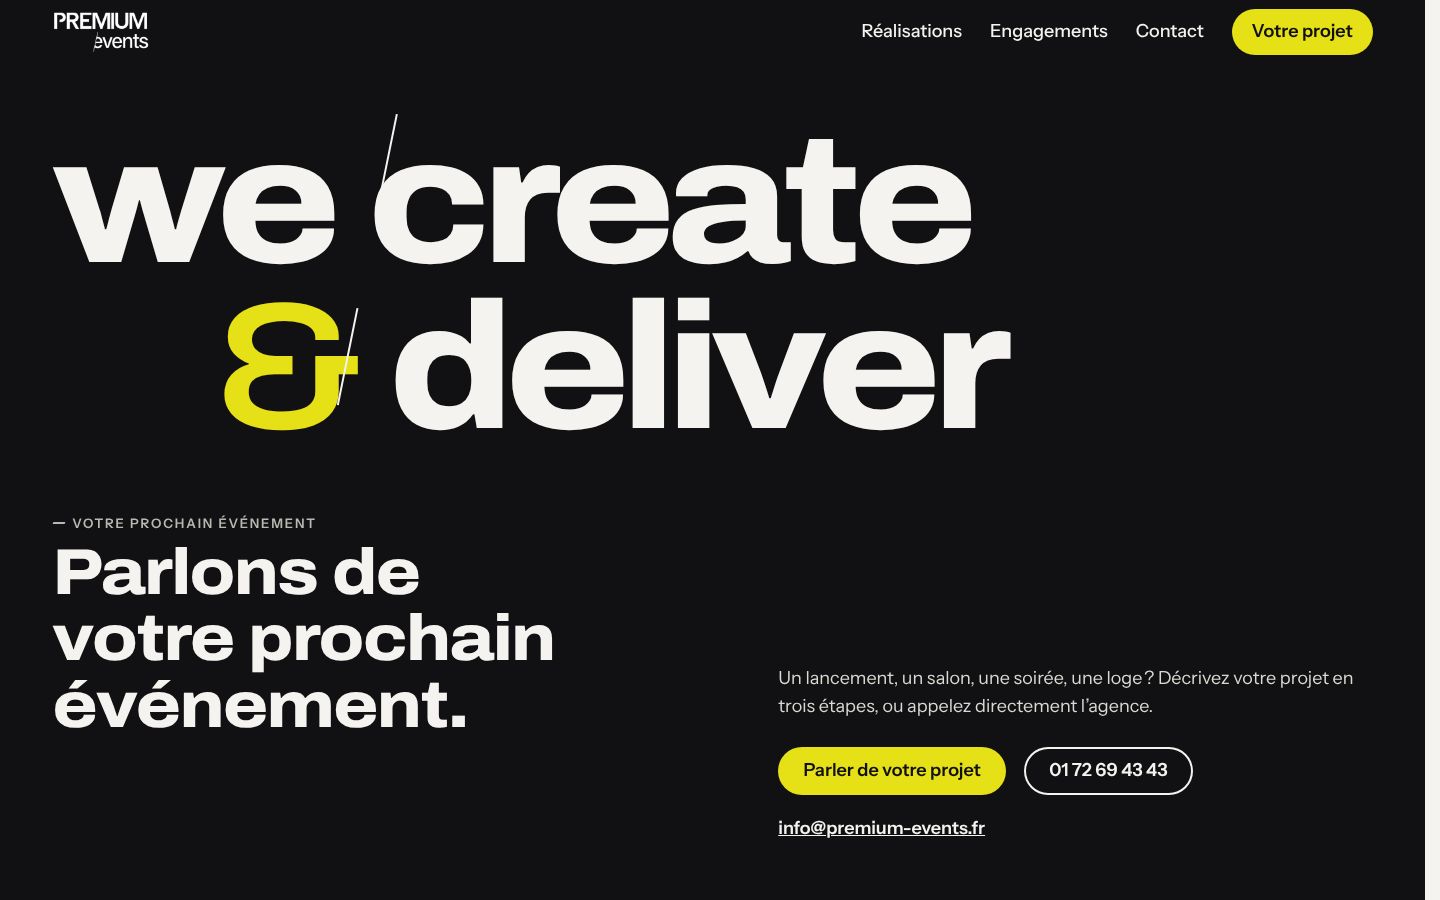 PREMIUM
events
Réalisations
Engagements
Contact
Votre projet
we create
& deliver
— VOTRE PROCHAIN ÉVÉNEMENT
Parlons de
votre prochain
événement.
Un lancement, un salon, une soirée, une loge ? Décrivez votre projet en
trois étapes, ou appelez directement l’agence.
Parler de votre projet
01 72 69 43 43
info@premium-events.fr